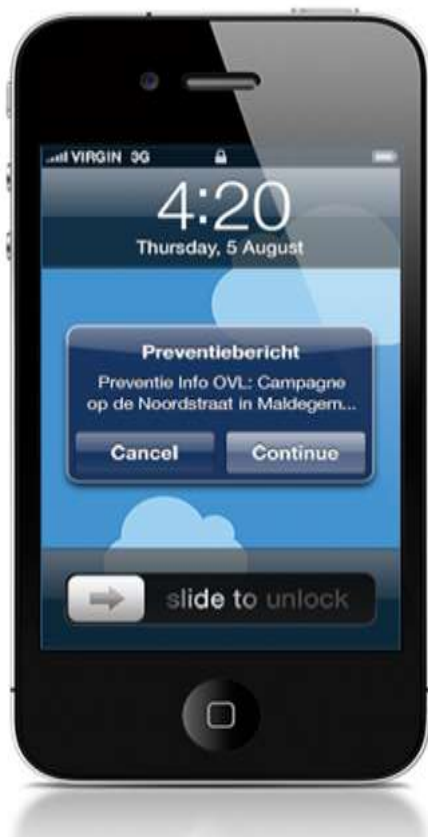 VIRGIN 3G
4:20
Thursday, 5 August
Preventiebericht
Preventie Info OVL: Campagne
op de Noordstraat in Maldegem...
Cancel
Continue
slide to unlock